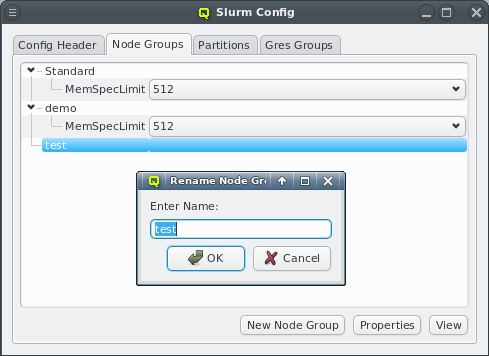 Slurm Config
Config Header Node Groups Partitions Gres Groups
Standard
MemSpecLimit 512
demo
MemSpecLimit 512
test
Rename Node Gr
Enter Name:
test
OK Cancel
New Node Group Properties View